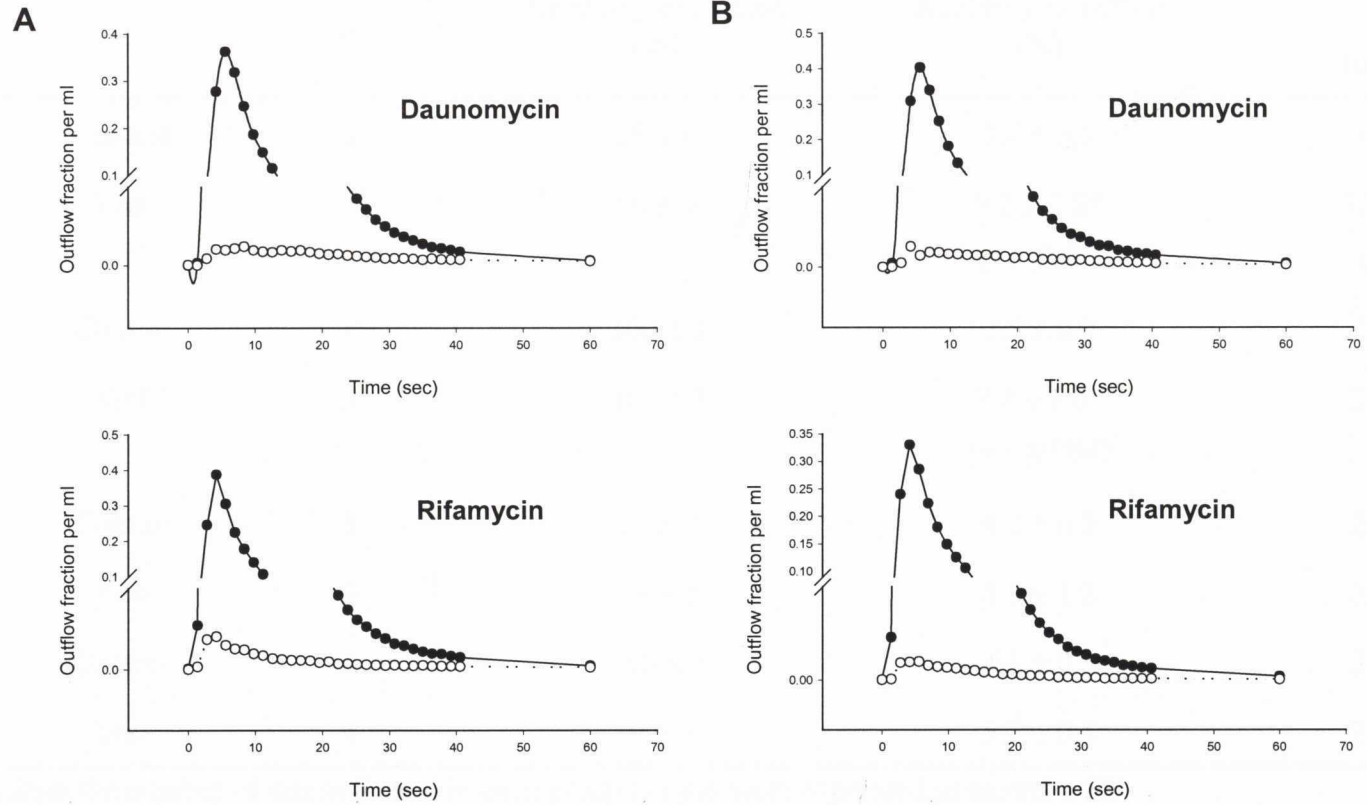 A
0.4
0.3
0.2
0.1
0.0
Outflow fraction per ml
Daunomycin
0 10 20 30 40 50 60 70
Time (sec)
B
0.5
0.4
0.3
0.2
0.1
0.0
Outflow fraction per ml
Daunomycin
0 10 20 30 40 50 60 70
Time (sec)
0.5
0.4
0.3
0.2
0.1
0.0
Outflow fraction per ml
Rifamycin
0 10 20 30 40 50 60 70
Time (sec)
0.35
0.30
0.25
0.20
0.15
0.10
0.00
Outflow fraction per ml
Rifamycin
0 10 20 30 40 50 60 70
Time (sec)